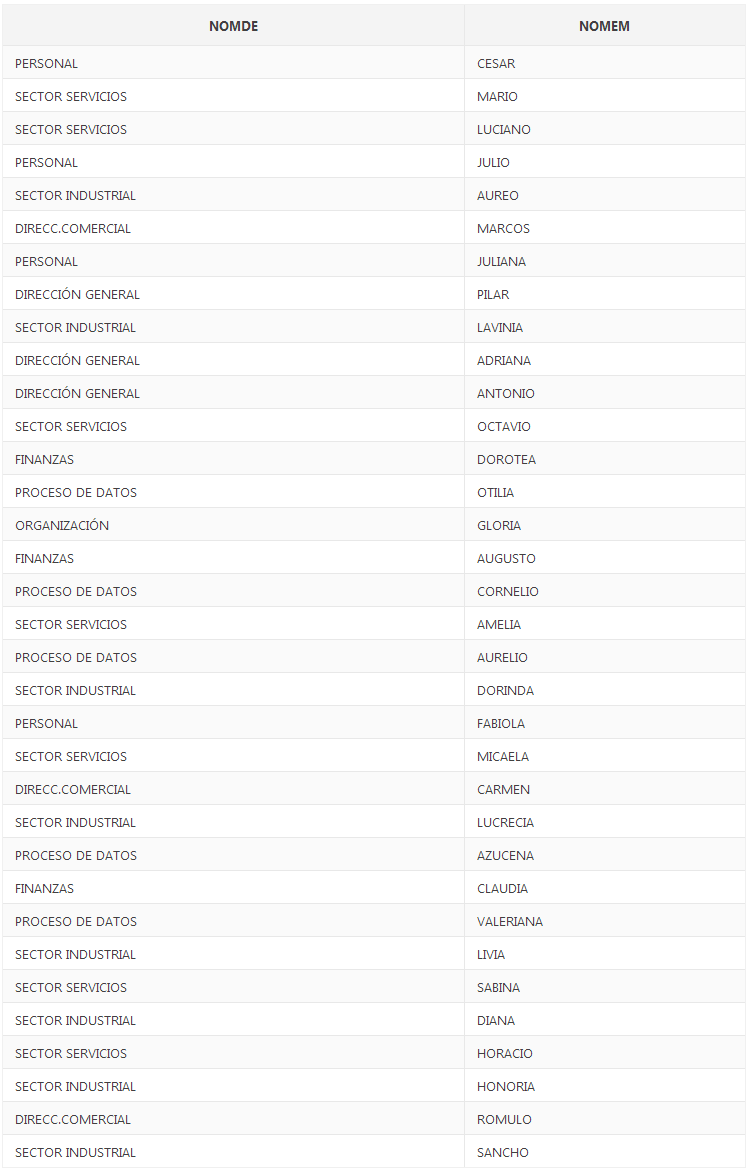 NOMDE NOMEM
PERSONAL CESAR
SECTOR SERVICIOS MARIO
SECTOR SERVICIOS LUCIANO
PERSONAL JULIO
SECTOR INDUSTRIAL AUREO
DIRECC.COMERCIAL MARCOS
PERSONAL JULIANA
DIRECCIÓN GENERAL PILAR
SECTOR INDUSTRIAL LAVINIA
DIRECCIÓN GENERAL ADRIANA
DIRECCIÓN GENERAL ANTONIO
SECTOR SERVICIOS OCTAVIO
FINANZAS DOROTEA
PROCESO DE DATOS OTILIA
ORGANIZACIÓN GLORIA
FINANZAS AUGUSTO
PROCESO DE DATOS CORNELIO
SECTOR SERVICIOS AMELIA
PROCESO DE DATOS AURELIO
SECTOR INDUSTRIAL DORINDA
PERSONAL FABIOLA
SECTOR SERVICIOS MICAELA
DIRECC.COMERCIAL CARMEN
SECTOR INDUSTRIAL LUCRECIA
PROCESO DE DATOS AZUCENA
FINANZAS CLAUDIA
PROCESO DE DATOS VALERIANA
SECTOR INDUSTRIAL LIVIA
SECTOR SERVICIOS SABINA
SECTOR INDUSTRIAL DIANA
SECTOR SERVICIOS HORACIO
SECTOR INDUSTRIAL HONORIA
DIRECC.COMERCIAL ROMULO
SECTOR INDUSTRIAL SANCHO